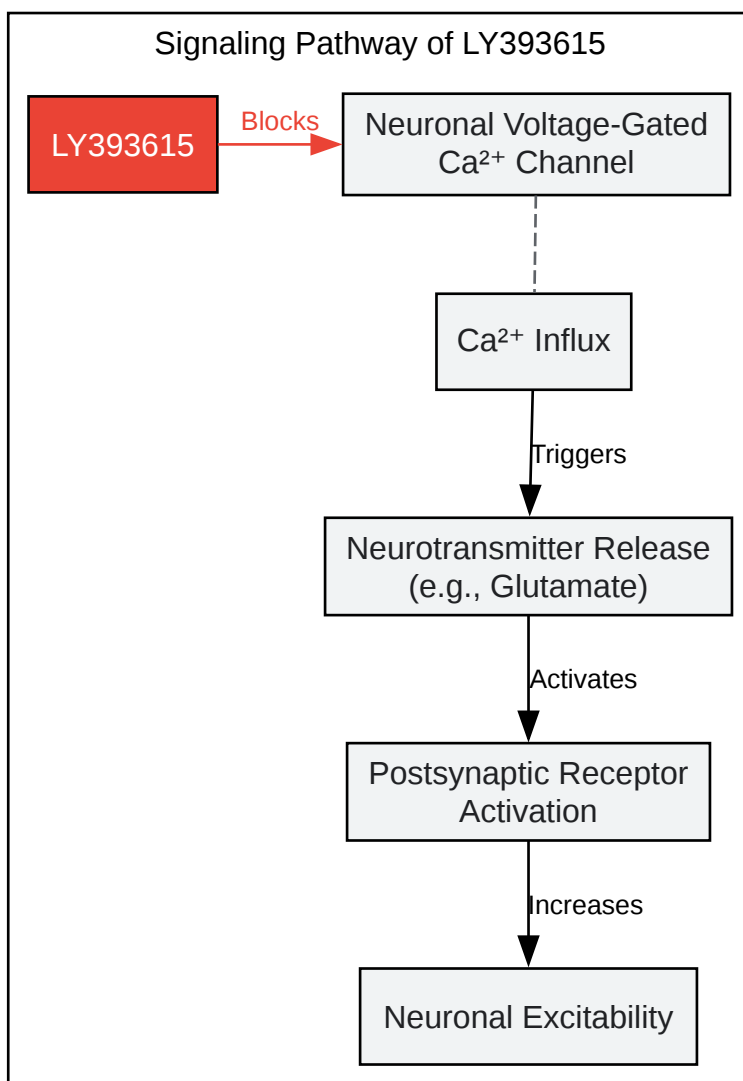 Signaling Pathway of LY393615
LY393615
Blocks
Neuronal Voltage-Gated
Ca²⁺ Channel
Ca²⁺ Influx
Triggers
Neurotransmitter Release
(e.g., Glutamate)
Activates
Postsynaptic Receptor
Activation
Increases
Neuronal Excitability